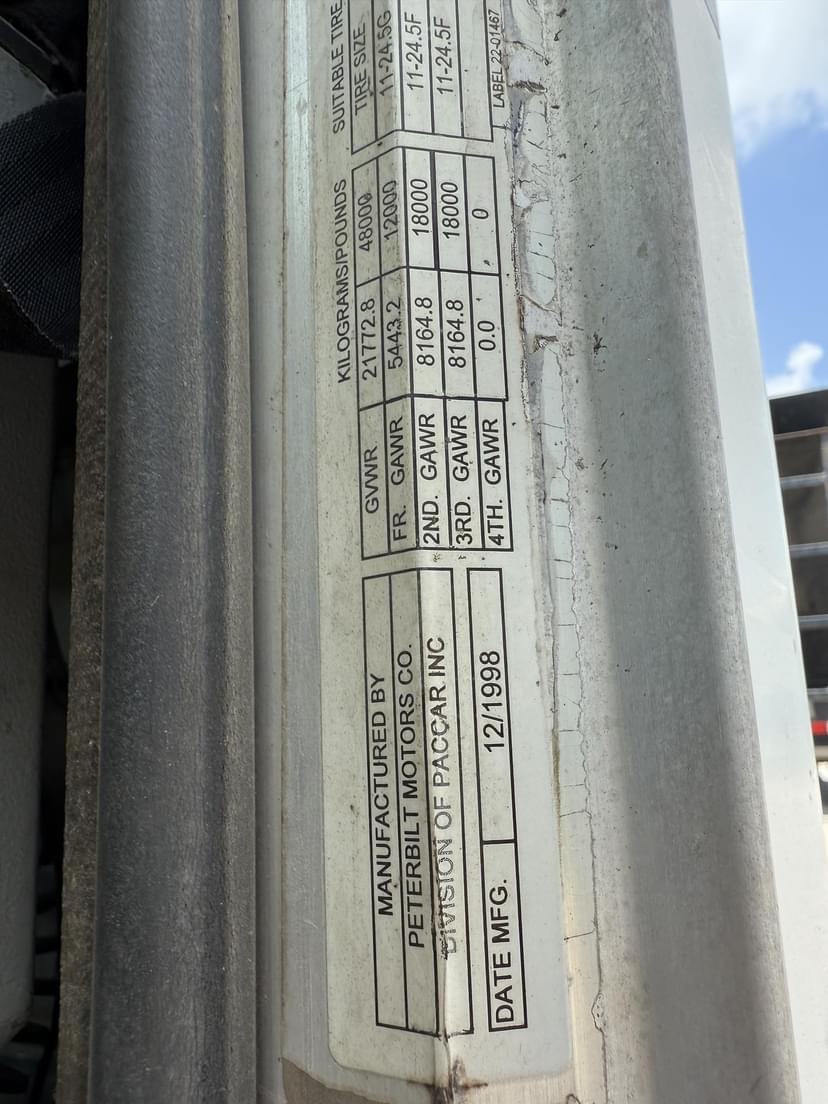 MANUFACTURED BY
PETERBILT MOTORS CO.
DIVISION OF PACCAR INC
DATE MFG. 12/1998
KILOGRAMS/POUNDS
GVWR 21772.8 48000
FR. GAWR 5443.2 12000
2ND. GAWR 8164.8 18000
3RD. GAWR 8164.8 18000
4TH. GAWR 0.0 0
SUITABLE TIRE
TIRE SIZE
11-24.5G
11-24.5F
11-24.5F
LABEL 22-01467